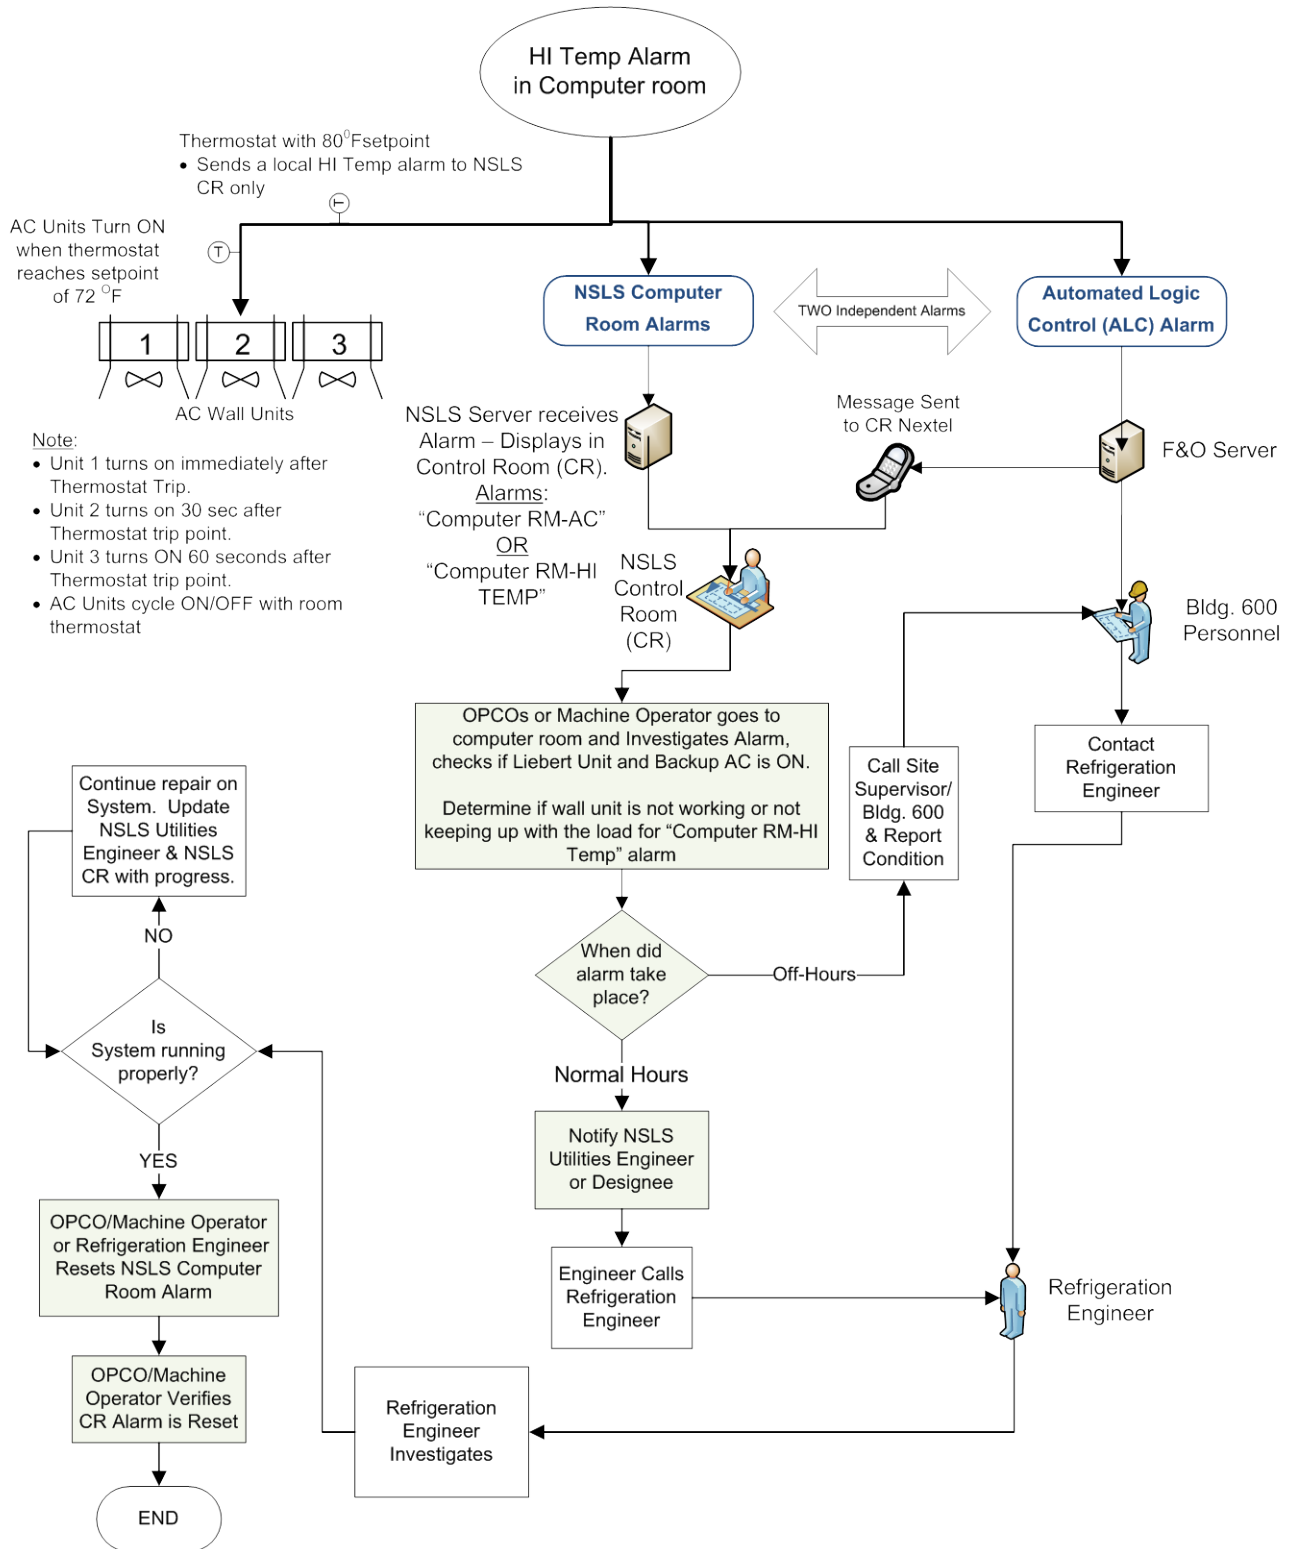 HI Temp Alarm
in Computer room
Thermostat with 80⁰Fsetpoint
• Sends a local HI Temp alarm to NSLS
CR only
T
AC Units Turn ON
when thermostat
reaches setpoint
of 72 ᴼF
T
1
2
3
AC Wall Units
Note:
• Unit 1 turns on immediately after
Thermostat Trip.
• Unit 2 turns on 30 sec after
Thermostat trip point.
• Unit 3 turns ON 60 seconds after
Thermostat trip point.
• AC Units cycle ON/OFF with room
thermostat
NSLS Computer
Room Alarms
TWO Independent Alarms
Automated Logic
Control (ALC) Alarm
NSLS Server receives
Alarm – Displays in
Control Room (CR).
Alarms:
“Computer RM-AC”
OR
“Computer RM-HI
TEMP”
Message Sent
to CR Nextel
F&O Server
NSLS
Control
Room
(CR)
Bldg. 600
Personnel
OPCOs or Machine Operator goes to
computer room and Investigates Alarm,
checks if Liebert Unit and Backup AC is ON.
Determine if wall unit is not working or not
keeping up with the load for “Computer RM-HI
Temp” alarm
Call Site
Supervisor/
Bldg. 600
& Report
Condition
Contact
Refrigeration
Engineer
When did
alarm take
place?
Off-Hours
Normal Hours
Notify NSLS
Utilities Engineer
or Designee
Engineer Calls
Refrigeration
Engineer
Refrigeration
Engineer
Refrigeration
Engineer
Investigates
Continue repair on
System. Update
NSLS Utilities
Engineer & NSLS
CR with progress.
NO
Is
System running
properly?
YES
OPCO/Machine Operator
or Refrigeration Engineer
Resets NSLS Computer
Room Alarm
OPCO/Machine
Operator Verifies
CR Alarm is Reset
END